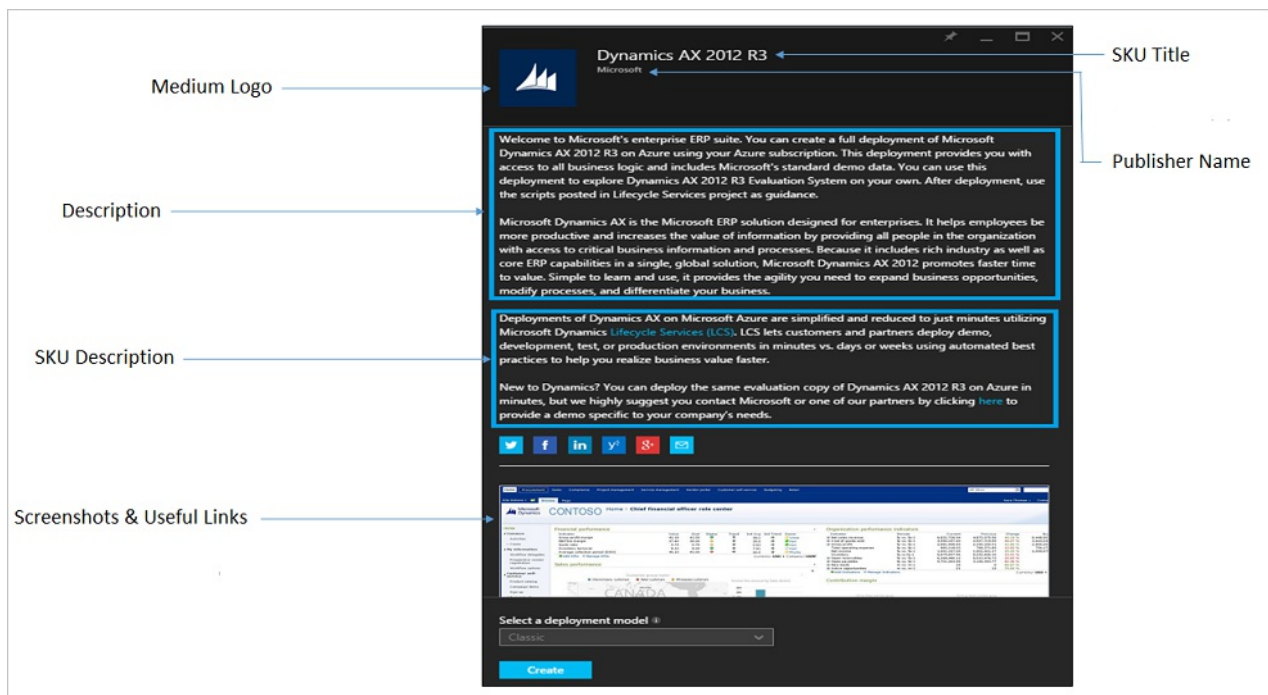 Dynamics AX 2012 R3
Microsoft
SKU Title
Medium Logo
Publisher Name
Welcome to Microsoft's enterprise ERP suite. You can create a full deployment of Microsoft
Dynamics AX 2012 R3 on Azure using your Azure subscription. This deployment provides you with
access to all business logic and includes Microsoft's standard demo data. You can use this
deployment to explore Dynamics AX 2012 R3 Evaluation System on your own. After deployment, use
the scripts posted in Lifecycle Services project as guidance.
Description
Microsoft Dynamics AX is the Microsoft ERP solution designed for enterprises. It helps employees be
more productive and increases the value of information by providing all people in the organization
with access to critical business information and processes. Because it includes rich industry as well as
core ERP capabilities in a single, global solution, Microsoft Dynamics AX 2012 promotes faster time
to value. Simple to learn and use, it provides the agility you need to expand business opportunities,
modify processes, and differentiate your business.
SKU Description
Deployments of Dynamics AX on Microsoft Azure are simplified and reduced to just minutes utilizing
Microsoft Dynamics Lifecycle Services (LCS). LCS lets customers and partners deploy demo,
development, test, or production environments in minutes vs. days or weeks using automated best
practices to help you realize business value faster.
New to Dynamics? You can deploy the same evaluation copy of Dynamics AX 2012 R3 on Azure in
minutes, but we highly suggest you contact Microsoft or one of our partners by clicking here to
provide a demo specific to your company's needs.
Screenshots & Useful Links
Microsoft Dynamics
CONTOSO
Home > Chief financial officer role center
Financial performance
Organization performance indicators
Sales performance
Contribution margin
CANADA
Select a deployment model
Classic
Create